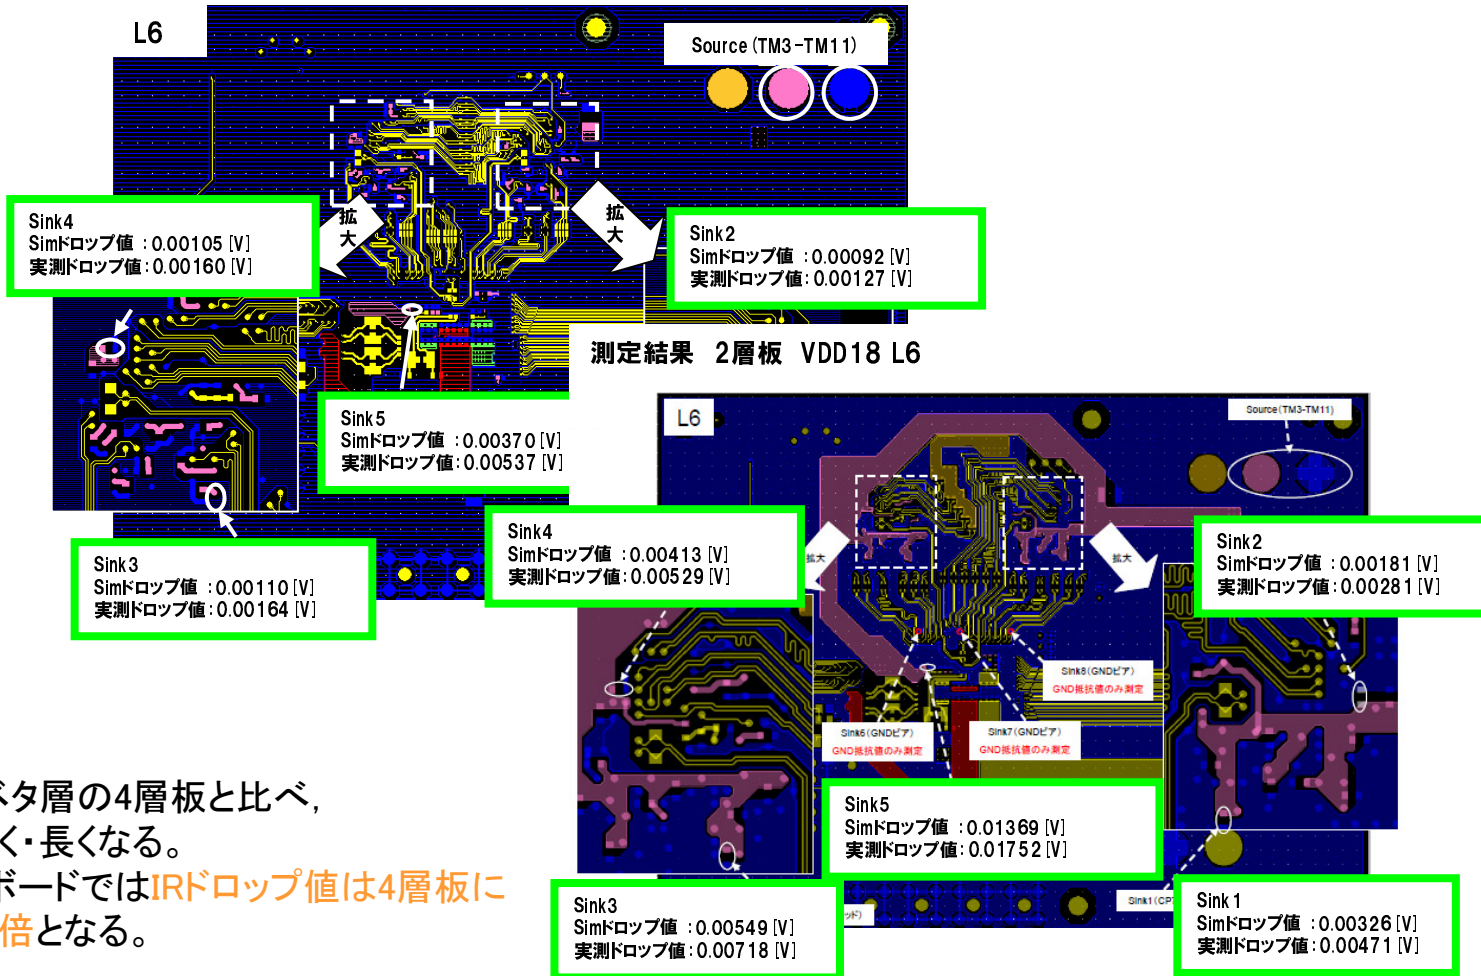 L6
Source(TM3-TM11)
拡大
拡大
Sink4
Simドロップ値 :0.00105 [V]
実測ドロップ値:0.00160 [V]
Sink2
Simドロップ値 :0.00092 [V]
実測ドロップ値:0.00127 [V]
Sink5
Simドロップ値 :0.00370 [V]
実測ドロップ値:0.00537 [V]
Sink3
Simドロップ値 :0.00110 [V]
実測ドロップ値:0.00164 [V]
測定結果 2層板 VDD18 L6
L6
Source(TM3-TM11)
Sink4
Simドロップ値 :0.00413 [V]
実測ドロップ値:0.00529 [V]
拡大
拡大
Sink2
Simドロップ値 :0.00181 [V]
実測ドロップ値:0.00281 [V]
Sink8(GNDビア)
GND抵抗値のみ測定
Sink6(GNDビア)
GND抵抗値のみ測定
Sink7(GNDビア)
GND抵抗値のみ測定
Sink5
Simドロップ値 :0.01369 [V]
実測ドロップ値:0.01752 [V]
Sink3
Simドロップ値 :0.00549 [V]
実測ドロップ値:0.00718 [V]
ッド)
Sink1(CP
Sink1
Simドロップ値 :0.00326 [V]
実測ドロップ値:0.00471 [V]
ベタ層の4層板と比べ,
く・長くなる。
ボードではIRドロップ値は4層板に
倍となる。